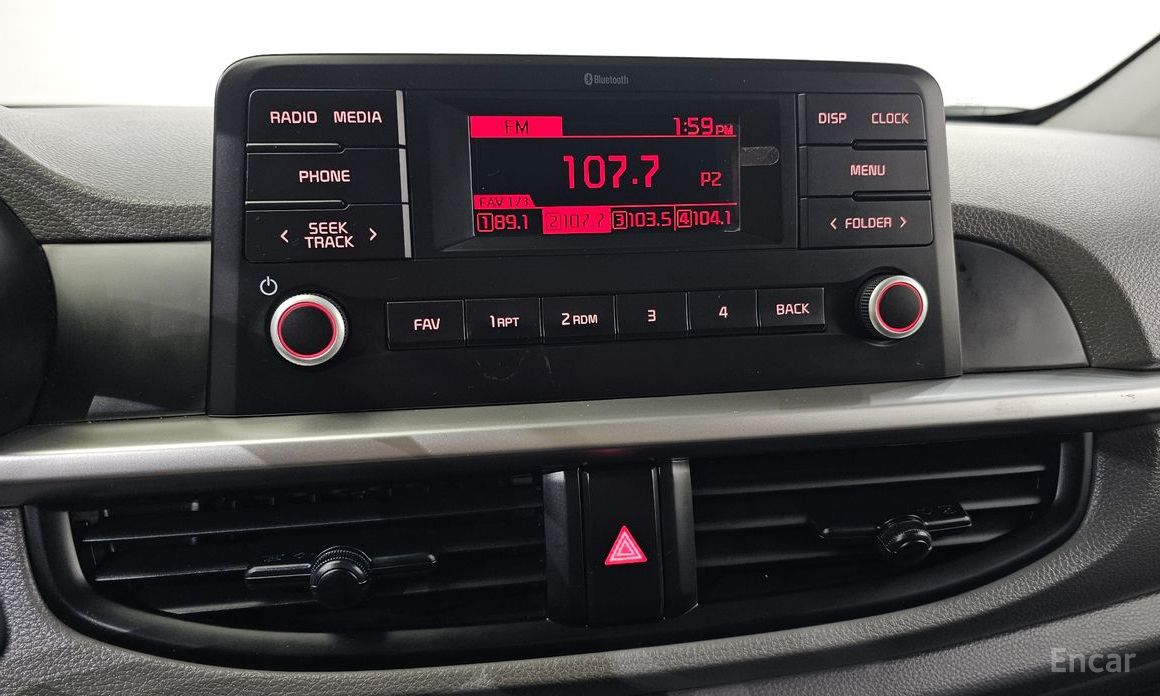 Bluetooth
RADIO MEDIA
PHONE
SEEK
TRACK
FM 1:59 PM
107.7 P2
FAV 1/3
1 89.1 2 107.7 3 103.5 4 104.1
DISP CLOCK
MENU
FOLDER
FAV 1 RPT 2 RDM 3 4 BACK
Encar